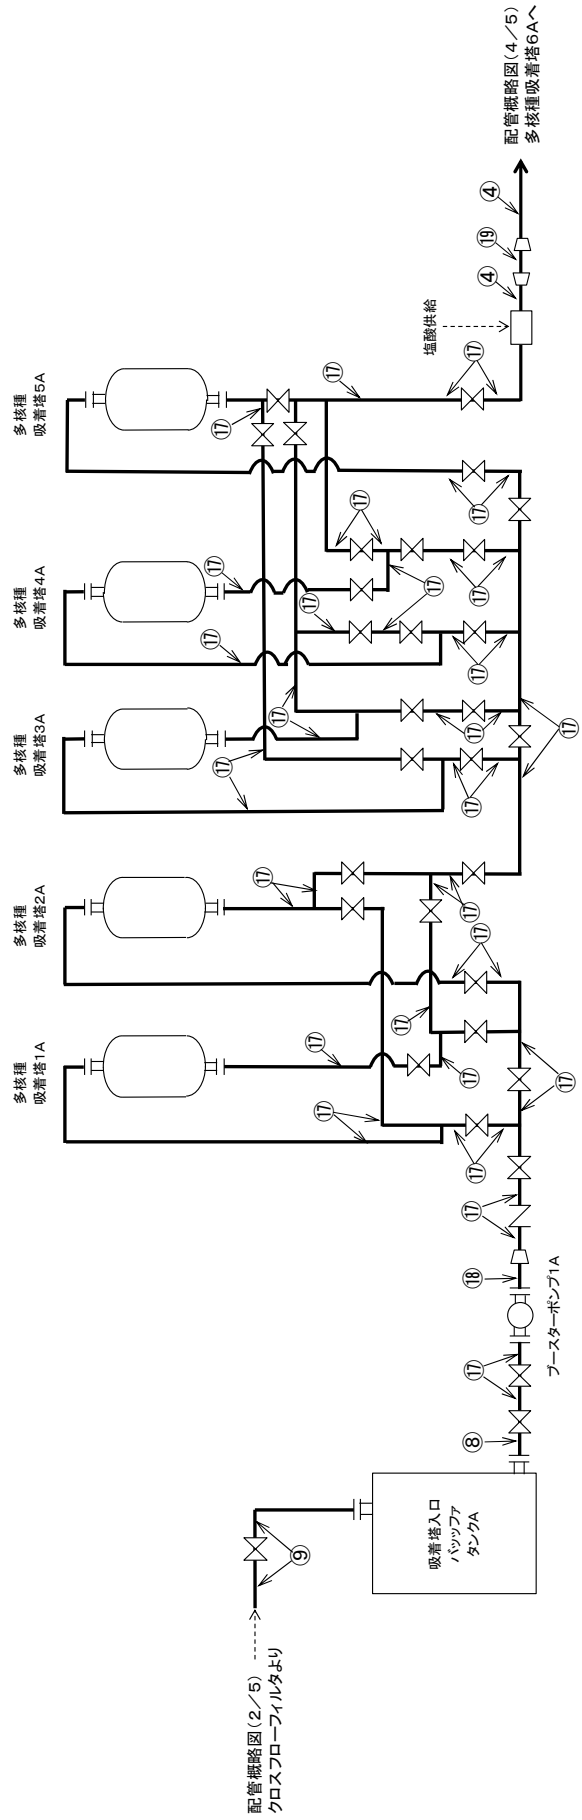 配管概略図(2/5)
クロスフローフィルタより
⑨
吸着塔入口
バッファ
タンクA
⑧
⑰
ブースターポンプ1A
⑱
⑰
多核種
吸着塔1A
⑰
⑰
⑰
⑰
⑰
⑰
多核種
吸着塔2A
⑰
⑰
⑰
多核種
吸着塔3A
⑰
⑰
⑰
⑰
⑰
多核種
吸着塔4A
⑰
⑰
⑰
⑰
⑰
⑰
多核種
吸着塔5A
⑰
⑰
⑰
⑰
⑰
塩酸供給
④
⑲
④
配管概略図(4/5)
多核種吸着塔6Aへ